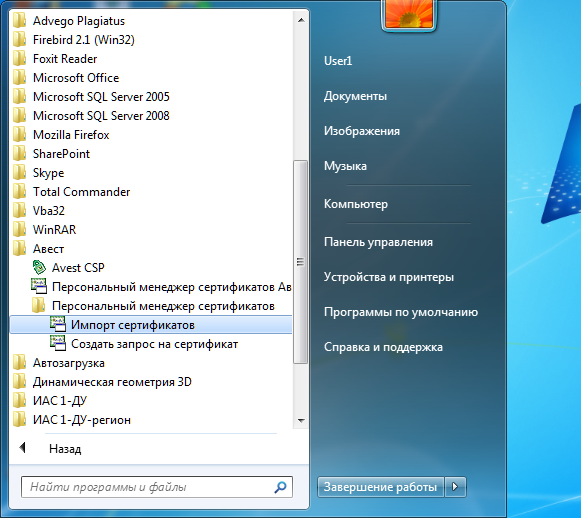 Advego Plagiatus
Firebird 2.1 (Win32)
Foxit Reader
Microsoft Office
Microsoft SQL Server 2005
Microsoft SQL Server 2008
Mozilla Firefox
SharePoint
Skype
Total Commander
Vba32
WinRAR
Авест
Avest CSP
Персональный менеджер сертификатов Ав
Персональный менеджер сертификатов
Импорт сертификатов
Создать запрос на сертификат
Автозагрузка
Динамическая геометрия 3D
ИАС 1-ДУ
ИАС 1-ДУ-регион
Назад
Найти программы и файлы
User1
Документы
Изображения
Музыка
Компьютер
Панель управления
Устройства и принтеры
Программы по умолчанию
Справка и поддержка
Завершение работы